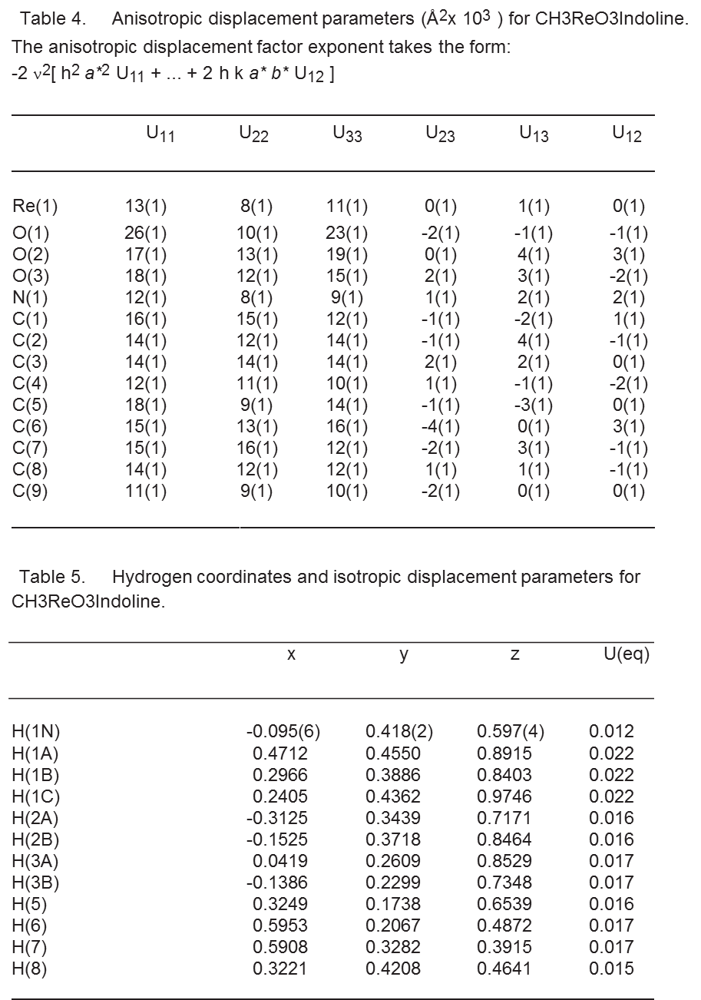 Table 4. Anisotropic displacement parameters (Å2x 103 ) for CH3ReO3Indoline.
The anisotropic displacement factor exponent takes the form:
-2 ν2[ h2 a*2 U11 + ... + 2 h k a* b* U12 ]
U11 U22 U33 U23 U13 U12
Re(1) 13(1) 8(1) 11(1) 0(1) 1(1) 0(1)
O(1) 26(1) 10(1) 23(1) -2(1) -1(1) -1(1)
O(2) 17(1) 13(1) 19(1) 0(1) 4(1) 3(1)
O(3) 18(1) 12(1) 15(1) 2(1) 3(1) -2(1)
N(1) 12(1) 8(1) 9(1) 1(1) 2(1) 2(1)
C(1) 16(1) 15(1) 12(1) -1(1) -2(1) 1(1)
C(2) 14(1) 12(1) 14(1) -1(1) 4(1) -1(1)
C(3) 14(1) 14(1) 14(1) 2(1) 2(1) 0(1)
C(4) 12(1) 11(1) 10(1) 1(1) -1(1) -2(1)
C(5) 18(1) 9(1) 14(1) -1(1) -3(1) 0(1)
C(6) 15(1) 13(1) 16(1) -4(1) 0(1) 3(1)
C(7) 15(1) 16(1) 12(1) -2(1) 3(1) -1(1)
C(8) 14(1) 12(1) 12(1) 1(1) 1(1) -1(1)
C(9) 11(1) 9(1) 10(1) -2(1) 0(1) 0(1)
Table 5. Hydrogen coordinates and isotropic displacement parameters for
CH3ReO3Indoline.
x y z U(eq)
H(1N) -0.095(6) 0.418(2) 0.597(4) 0.012
H(1A) 0.4712 0.4550 0.8915 0.022
H(1B) 0.2966 0.3886 0.8403 0.022
H(1C) 0.2405 0.4362 0.9746 0.022
H(2A) -0.3125 0.3439 0.7171 0.016
H(2B) -0.1525 0.3718 0.8464 0.016
H(3A) 0.0419 0.2609 0.8529 0.017
H(3B) -0.1386 0.2299 0.7348 0.017
H(5) 0.3249 0.1738 0.6539 0.016
H(6) 0.5953 0.2067 0.4872 0.017
H(7) 0.5908 0.3282 0.3915 0.017
H(8) 0.3221 0.4208 0.4641 0.015